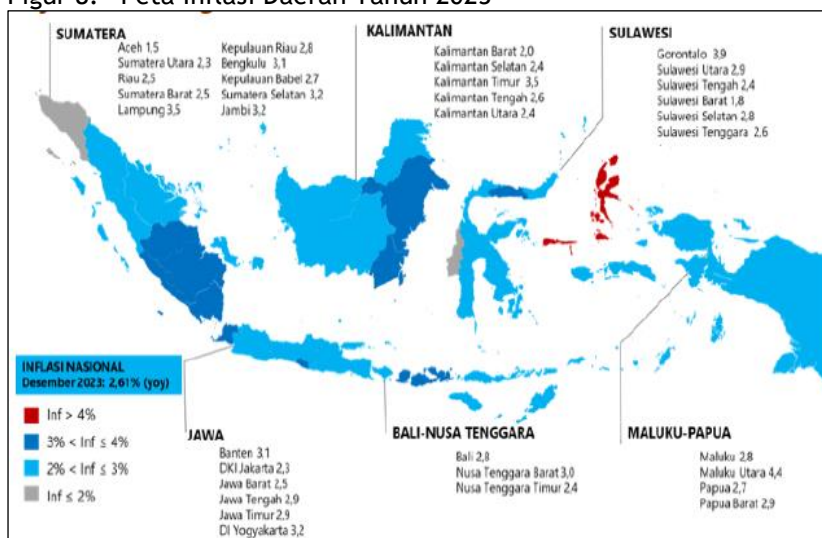 Figur 6. Peta Inflasi Daerah Tahun 2023
SUMATERA
Aceh 1,5
Sumatera Utara 2,3
Riau 2,5
Sumatera Barat 2,5
Lampung 3,5
Kepulauan Riau 2,8
Bengkulu 3,1
Kepulauan Babel 2,7
Sumatera Selatan 3,2
Jambi 3,2
KALIMANTAN
Kalimantan Barat 2,0
Kalimantan Selatan 2,4
Kalimantan Timur 3,5
Kalimantan Tengah 2,6
Kalimantan Utara 2,4
SULAWESI
Gorontalo 3,9
Sulawesi Utara 2,9
Sulawesi Tengah 2,4
Sulawesi Barat 1,8
Sulawesi Selatan 2,8
Sulawesi Tenggara 2,6
INFLASI NASIONAL
Desember 2023: 2,61% (yoy)
Inf > 4%
3% < Inf ≤ 4%
2% < Inf ≤ 3%
Inf ≤ 2%
JAWA
Banten 3,1
DKI Jakarta 2,3
Jawa Barat 2,5
Jawa Tengah 2,9
Jawa Timur 2,9
DI Yogyakarta 3,2
BALI-NUSA TENGGARA
Bali 2,8
Nusa Tenggara Barat 3,0
Nusa Tenggara Timur 2,4
MALUKU-PAPUA
Maluku 2,8
Maluku Utara 4,4
Papua 2,7
Papua Barat 2,9